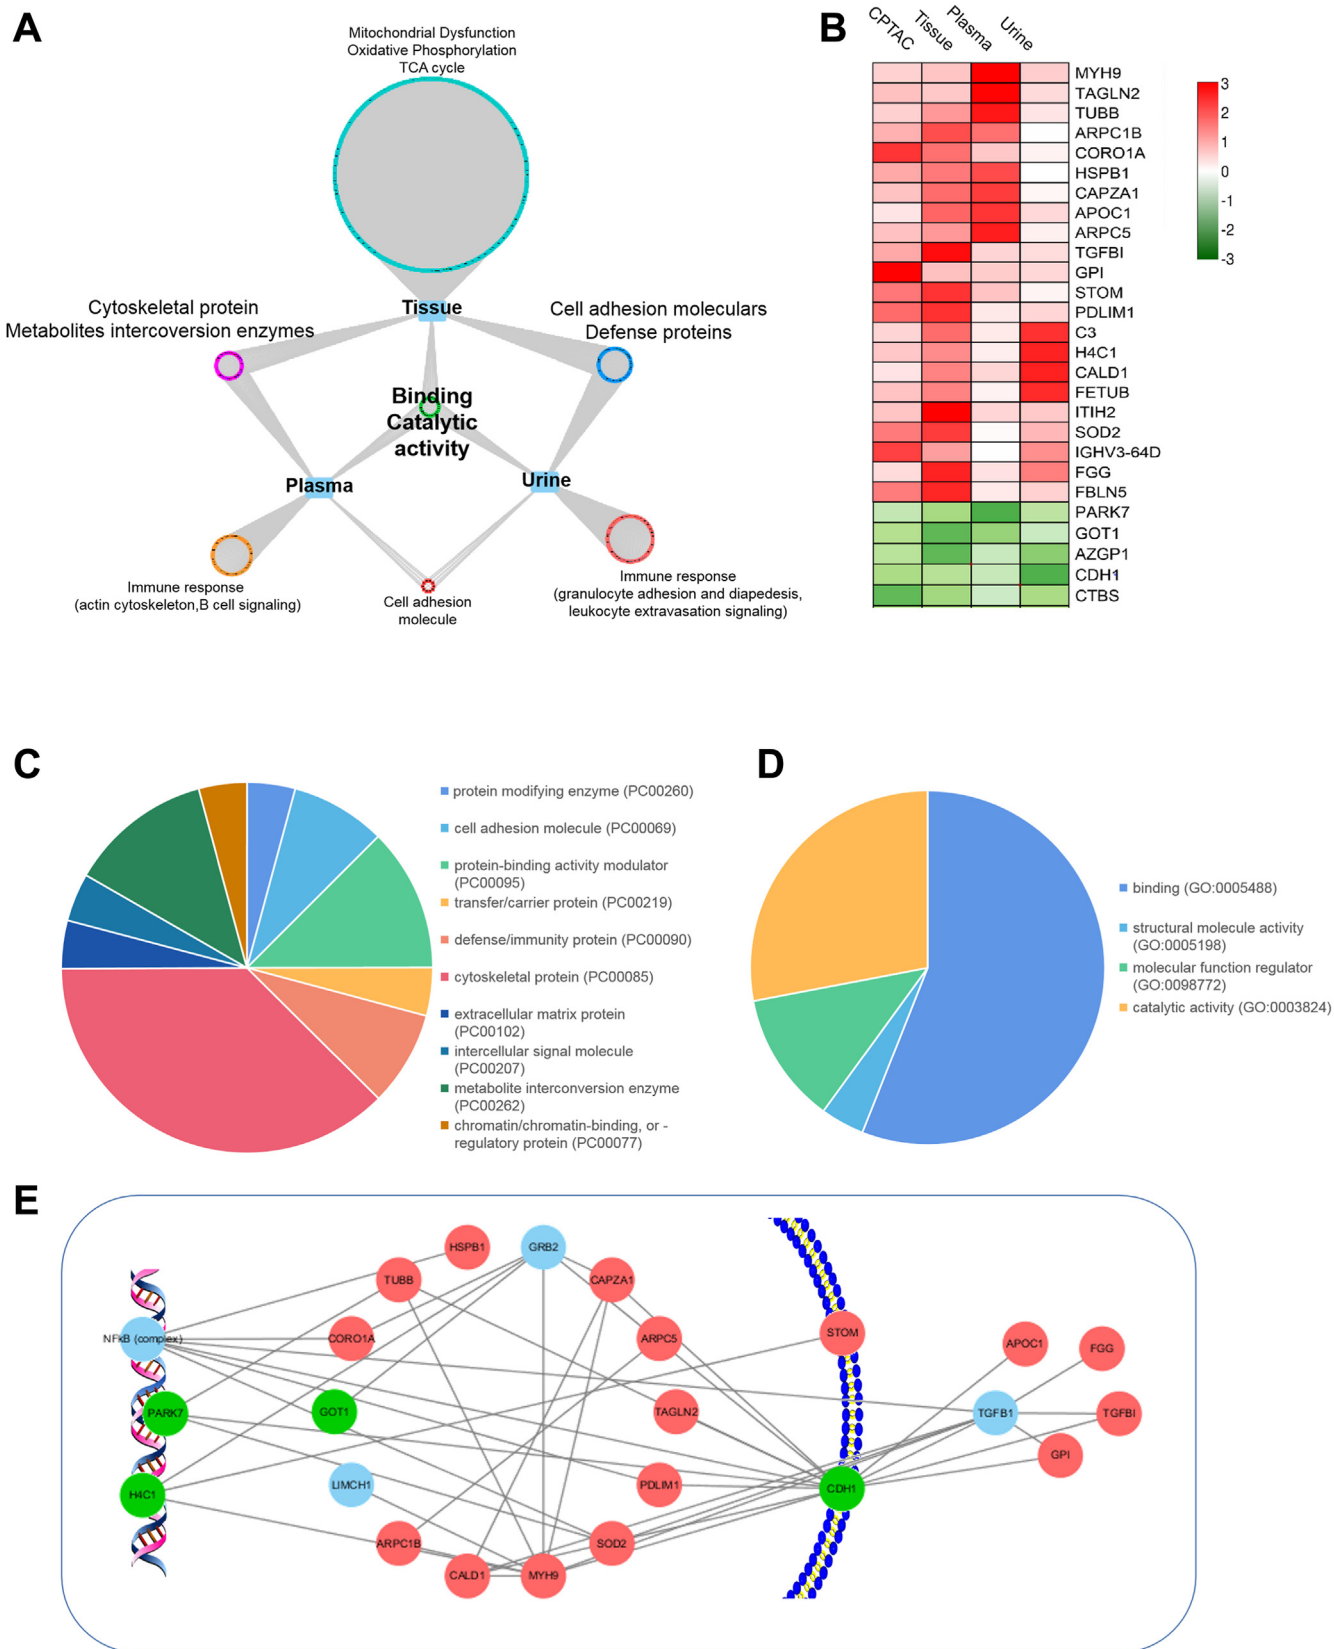 A
Mitochondrial Dysfunction
Oxidative Phosphorylation
TCA cycle
Tissue
Cytoskeletal protein
Metabolites intercoversion enzymes
Cell adhesion moleculars
Defense proteins
Binding
Catalytic
activity
Plasma
Urine
Immune response
(actin cytoskeleton,B cell signaling)
Cell adhesion
molecule
Immune response
(granulocyte adhesion and diapedesis,
leukocyte extravasation signaling)
B
CPTAC
Tissue
Plasma
Urine
MYH9
TAGLN2
TUBB
ARPC1B
CORO1A
HSPB1
CAPZA1
APOC1
ARPC5
TGFBI
GPI
STOM
PDLIM1
C3
H4C1
CALD1
FETUB
ITIH2
SOD2
IGHV3-64D
FGG
FBLN5
PARK7
GOT1
AZGP1
CDH1
CTBS
3
2
1
0
-1
-2
-3
C
protein modifying enzyme (PC00260)
cell adhesion molecule (PC00069)
protein-binding activity modulator
(PC00095)
transfer/carrier protein (PC00219)
defense/immunity protein (PC00090)
cytoskeletal protein (PC00085)
extracellular matrix protein
(PC00102)
intercellular signal molecule
(PC00207)
metabolite interconversion enzyme
(PC00262)
chromatin/chromatin-binding, or -
regulatory protein (PC00077)
D
binding (GO:0005488)
structural molecule activity
(GO:0005198)
molecular function regulator
(GO:0098772)
catalytic activity (GO:0003824)
E
HSPB1
GRB2
TUBB
CAPZA1
NFkB (complex)
CORO1A
ARPC5
STOM
APOC1
FGG
PARK7
GOT1
TAGLN2
TGFB1
TGFBI
GPI
H4C1
LIMCH1
PDLIM1
CDH1
ARPC1B
SOD2
CALD1
MYH9